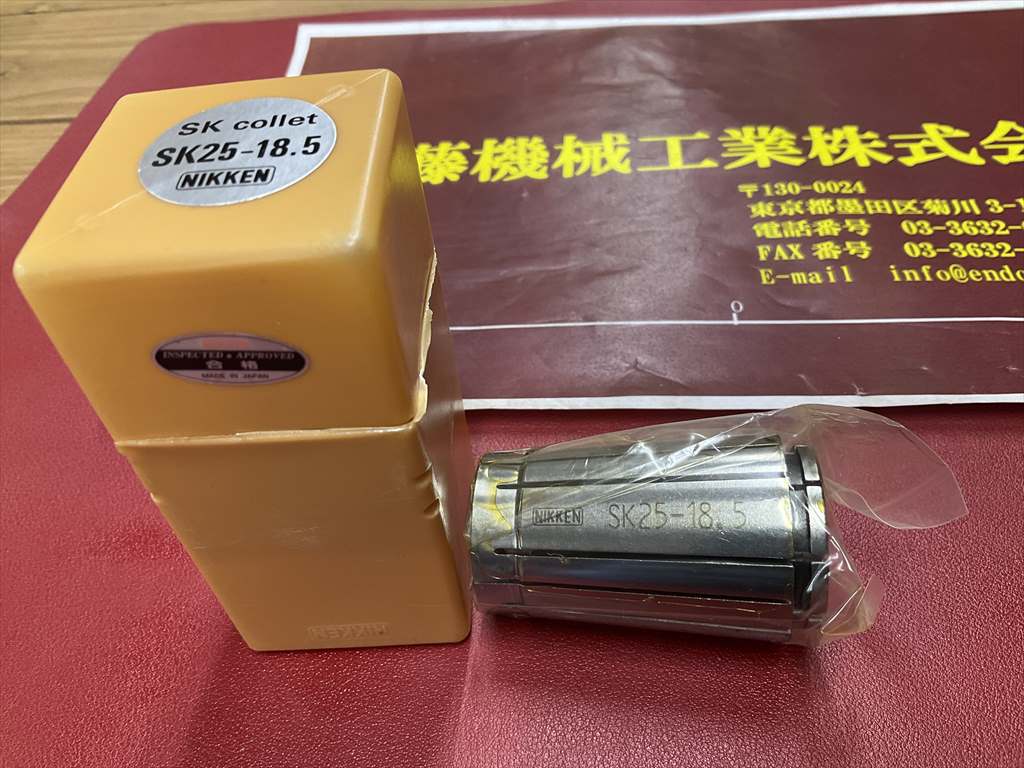 SK collet
SK25-18.5
NIKKEN
INSPECTED ★ APPROVED
合格
MADE IN JAPAN
NIKKEN
藤機械工業株式会
〒130-0024
東京都墨田区菊川 3-1
電話番号 03-3632-
FAX 番号 03-3632-
E-mail info@endo
NIKKEN SK25-18.5